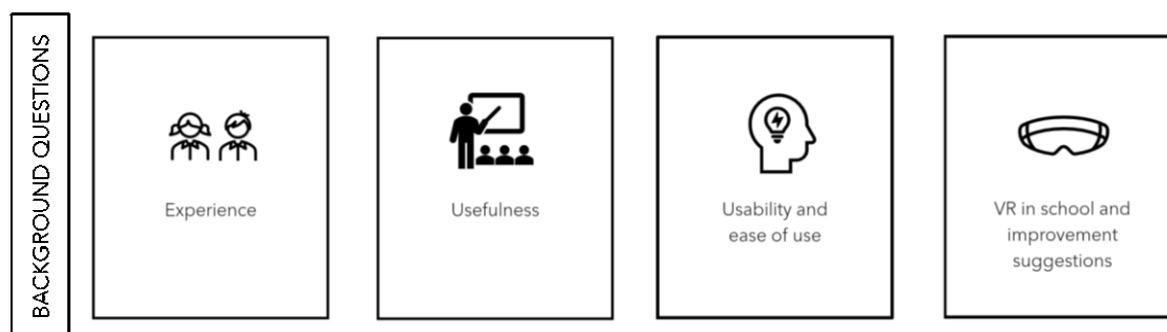 BACKGROUND QUESTIONS
Experience
Usefulness
Usability and
ease of use
VR in school and
improvement
suggestions